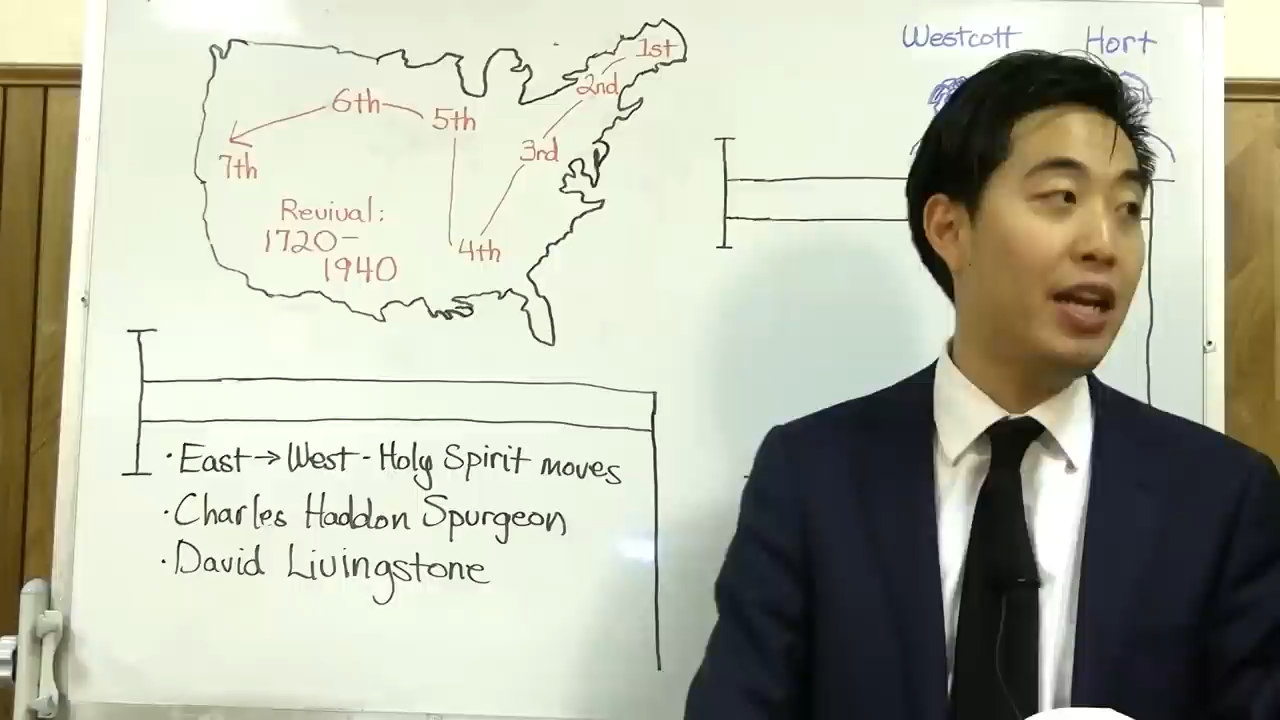 Westcott Hort
1st
2nd
3rd
4th
5th
6th
7th
Revival:
1720-
1940
· East → West - Holy Spirit moves
· Charles Haddon Spurgeon
· David Livingstone